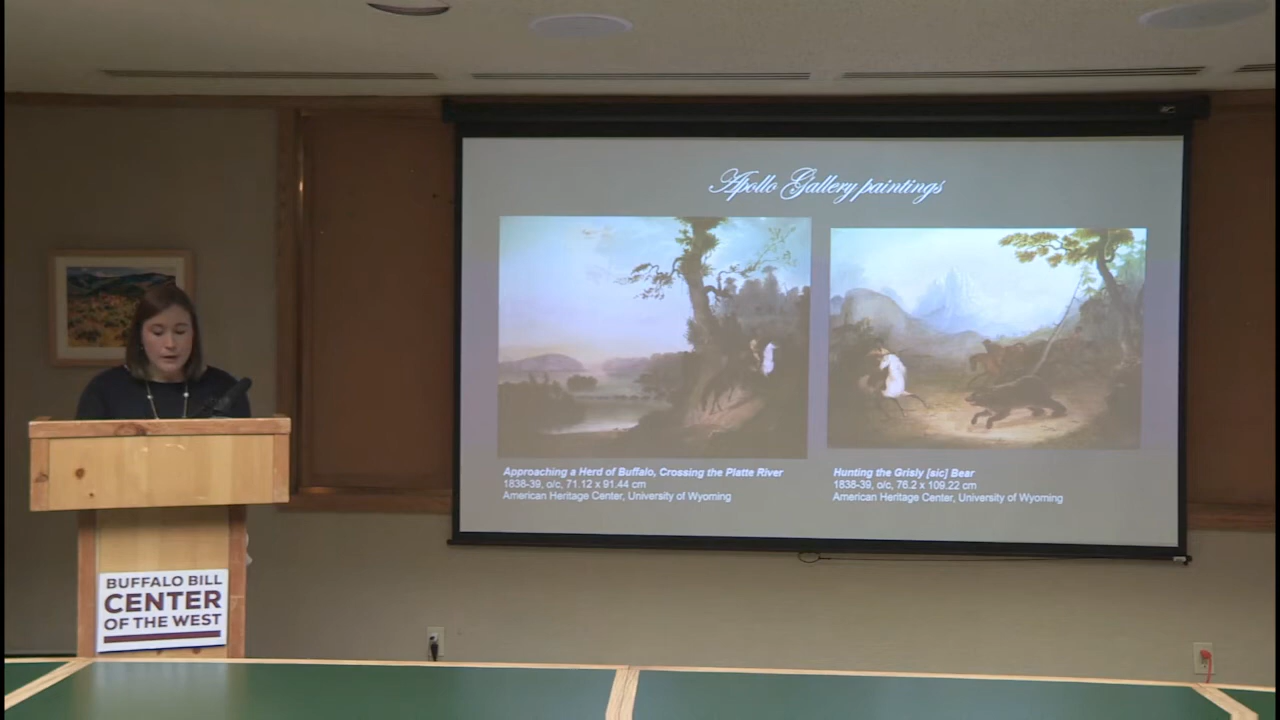 Apollo Gallery paintings
Approaching a Herd of Buffalo, Crossing the Platte River
1838-39, o/c, 71.12 x 91.44 cm
American Heritage Center, University of Wyoming
Hunting the Grisly [sic] Bear
1838-39, o/c, 76.2 x 109.22 cm
American Heritage Center, University of Wyoming
BUFFALO BILL
CENTER
OF THE WEST